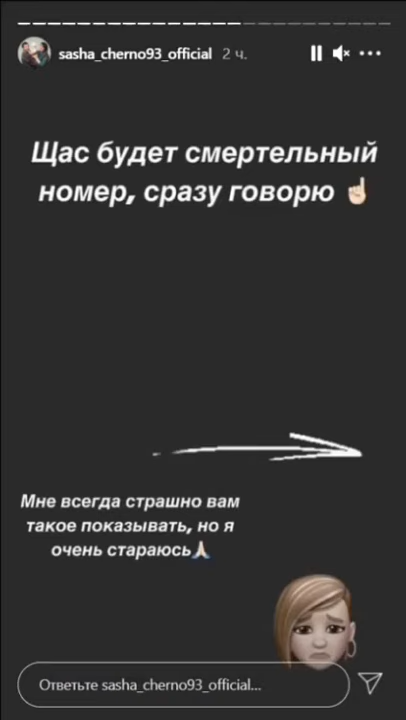 sasha_cherno93_official 2 ч.
Щас будет смертельный
номер, сразу говорю ☝🏻
Мне всегда страшно вам
такое показывать, но я
очень стараюсь🙏🏻
Ответьте sasha_cherno93_official...